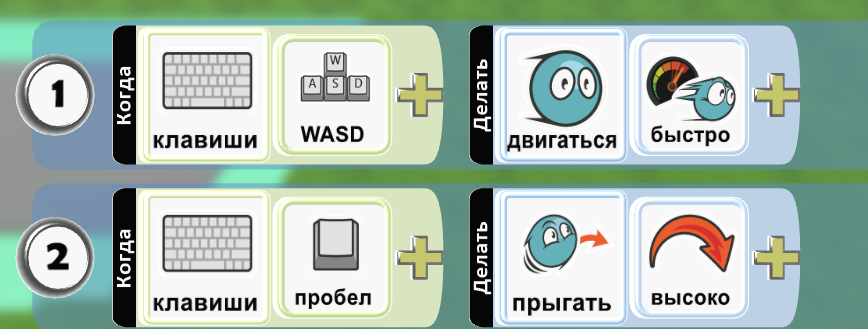 1
Когда
клавиши
W
A S D
WASD
Делать
двигаться
быстро
2
Когда
клавиши
пробел
Делать
прыгать
высоко